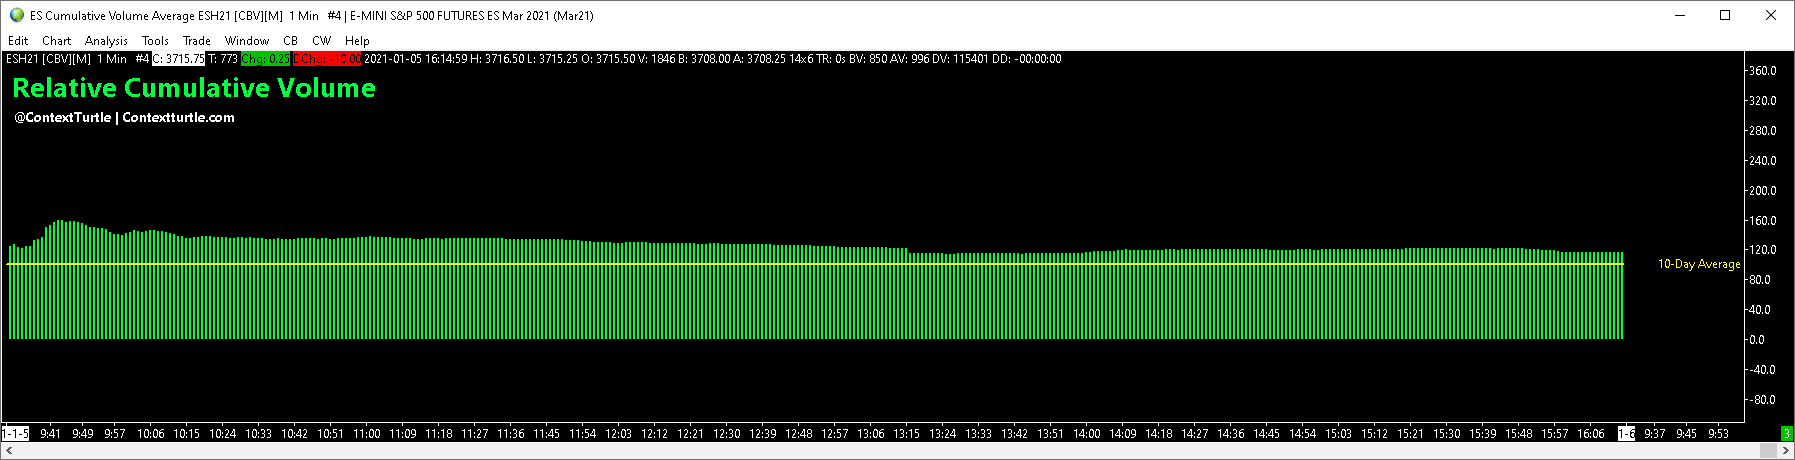 ES Cumulative Volume Average ESH21 [CBV][M] 1 Min #4 | E-MINI S&P 500 FUTURES ES Mar 2021 (Mar21)
Edit Chart Analysis Tools Trade Window CB CW Help
ESH21 [CBV][M] 1 Min #4 C: 3715.75 T: 773 Chg: 0.25 DChg: -10.00 2021-01-05 16:14:59 H: 3716.50 L: 3715.25 O: 3715.50 V: 1846 B: 3708.00 A: 3708.25 14x6 TR: 0s BV: 850 AV: 996 DV: 115401 DD: -00:00:00
Relative Cumulative Volume
@ContextTurtle | Contextturtle.com
360.0
320.0
280.0
240.0
200.0
160.0
120.0
10-Day Average
80.0
40.0
0.0
-40.0
-80.0
1-1-5 9:41 9:49 9:57 10:06 10:15 10:24 10:33 10:42 10:51 11:00 11:09 11:18 11:27 11:36 11:45 11:54 12:03 12:12 12:21 12:30 12:39 12:48 12:57 13:06 13:15 13:24 13:33 13:42 13:51 14:00 14:09 14:18 14:27 14:36 14:45 14:54 15:03 15:12 15:21 15:30 15:39 15:48 15:57 16:06 1-6 9:37 9:45 9:53 3